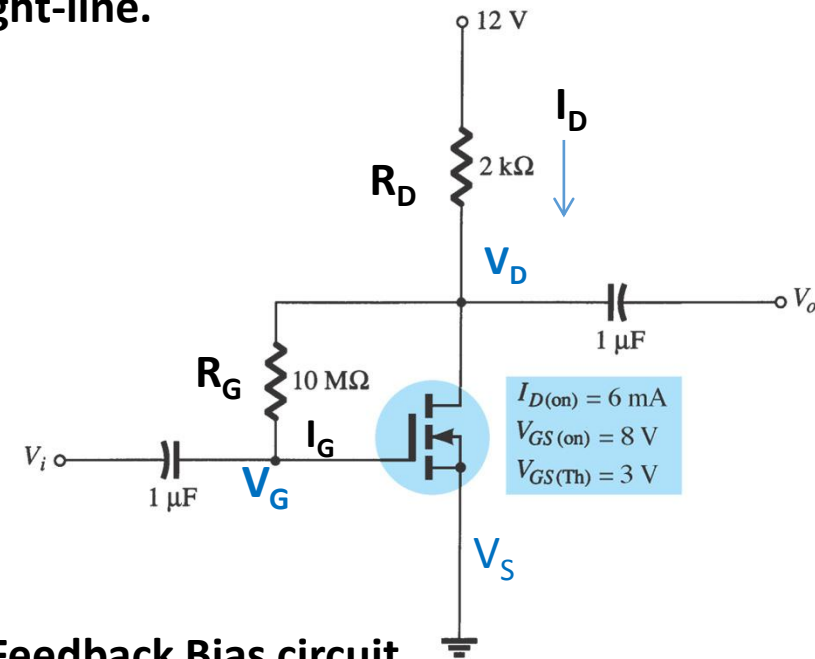 ght-line.
12 V
I_D
R_D
2 kΩ
V_D
V_o
1 μF
R_G
10 MΩ
I_D(on) = 6 mA
V_GS(on) = 8 V
V_GS(Th) = 3 V
I_G
V_i
1 μF
V_G
V_S
Feedback Bias circuit